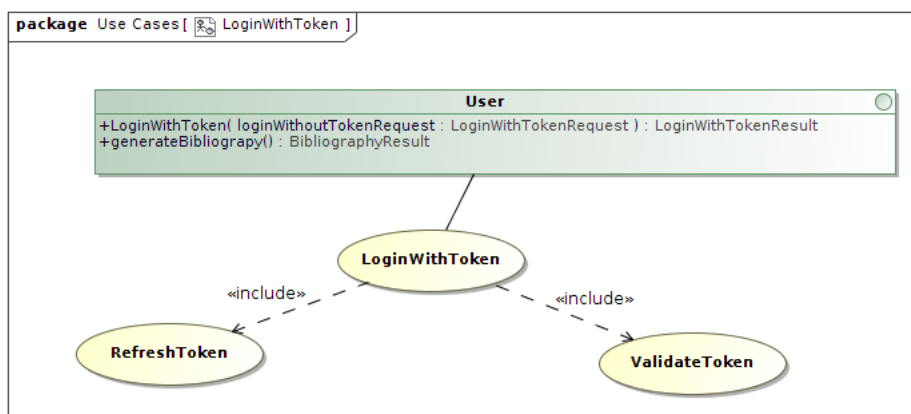 package Use Cases[ LoginWithToken ]
User
+LoginWithToken( loginWithoutTokenRequest : LoginWithTokenRequest ) : LoginWithTokenResult
+generateBibliograpy() : BibliographyResult
LoginWithToken
«include»
«include»
RefreshToken
ValidateToken